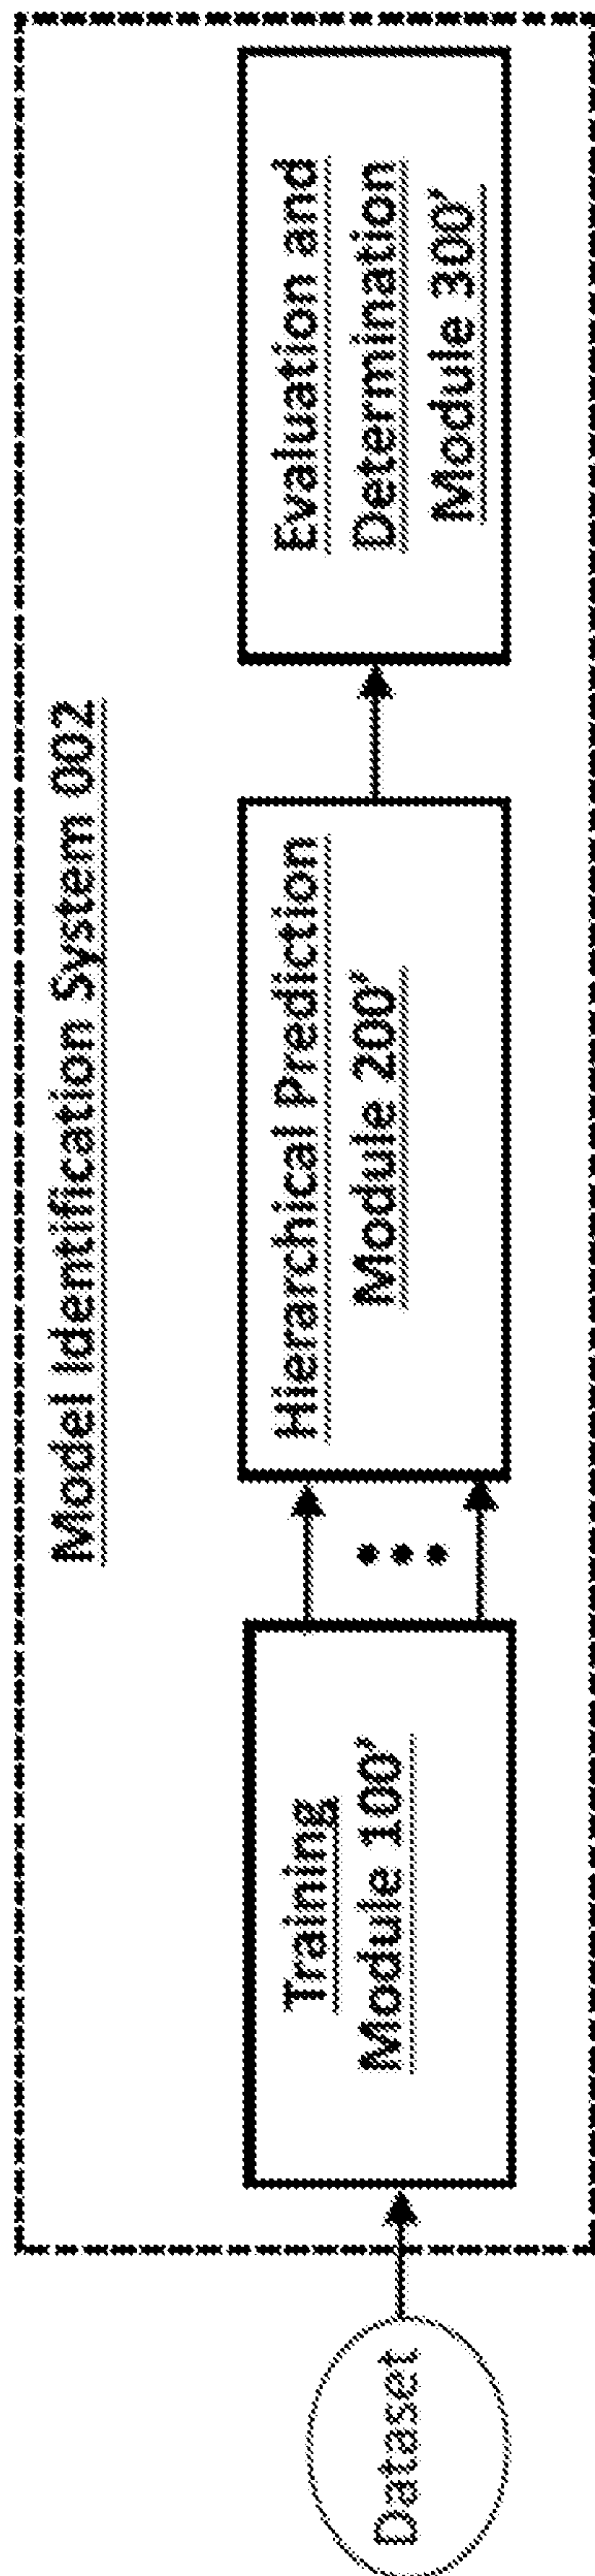 Model Identification System 002
Dataset
Training
Module 100′
Hierarchical Prediction
Module 200′
Evaluation and
Determination
Module 300′